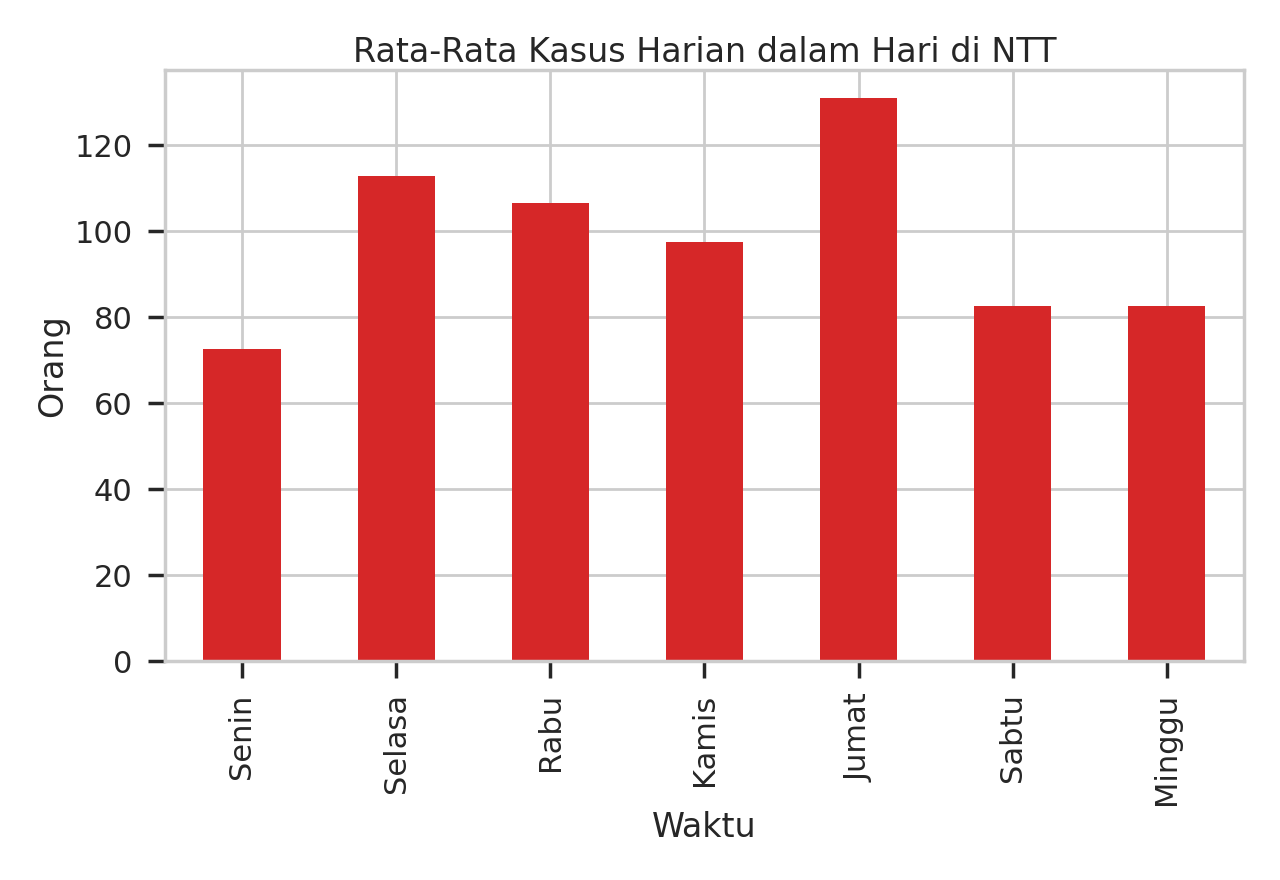 Rata-Rata Kasus Harian dalam Hari di NTT
120
100
80
60
40
20
0
Orang
Senin
Selasa
Rabu
Kamis
Jumat
Sabtu
Minggu
Waktu